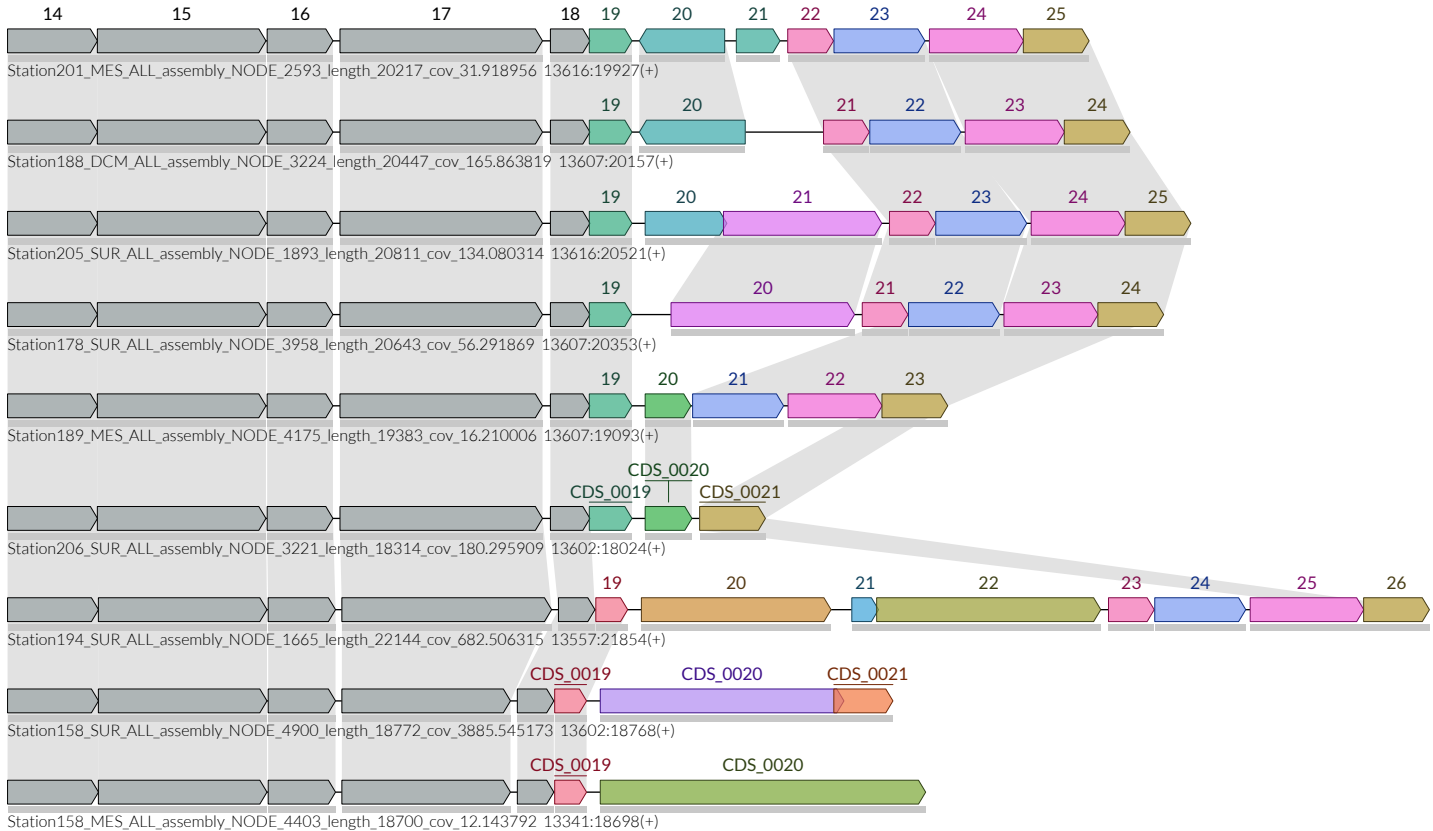 14 15 16 17 18 19 20 21 22 23 24 25
Station201_MES_ALL_assembly_NODE_2593_length_20217_cov_31.918956 13616:19927(+)
19 20 21 22 23 24
Station188_DCM_ALL_assembly_NODE_3224_length_20447_cov_165.863819 13607:20157(+)
19 20 21 22 23 24 25
Station205_SUR_ALL_assembly_NODE_1893_length_20811_cov_134.080314 13616:20521(+)
19 20 21 22 23 24
Station178_SUR_ALL_assembly_NODE_3958_length_20643_cov_56.291869 13607:20353(+)
19 20 21 22 23
Station189_MES_ALL_assembly_NODE_4175_length_19383_cov_16.210006 13607:19093(+)
CDS_0020
CDS_0019 CDS_0021
Station206_SUR_ALL_assembly_NODE_3221_length_18314_cov_180.295909 13602:18024(+)
19 20 21 22 23 24 25 26
Station194_SUR_ALL_assembly_NODE_1665_length_22144_cov_682.506315 13557:21854(+)
CDS_0019 CDS_0020 CDS_0021
Station158_SUR_ALL_assembly_NODE_4900_length_18772_cov_3885.545173 13602:18768(+)
CDS_0019 CDS_0020
Station158_MES_ALL_assembly_NODE_4403_length_18700_cov_12.143792 13341:18698(+)